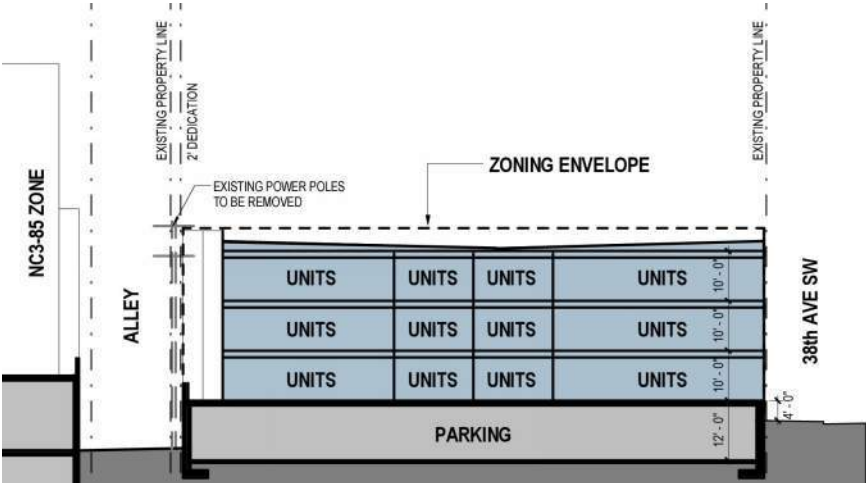 EXISTING PROPERTY LINE
2' DEDICATION
EXISTING PROPERTY LINE
ZONING ENVELOPE
EXISTING POWER POLES
TO BE REMOVED
NC3-85 ZONE
ALLEY
38th AVE SW
UNITS UNITS UNITS UNITS 10' - 0"
UNITS UNITS UNITS UNITS 10' - 0"
UNITS UNITS UNITS UNITS 10' - 0"
4' - 0"
PARKING 12' - 0"